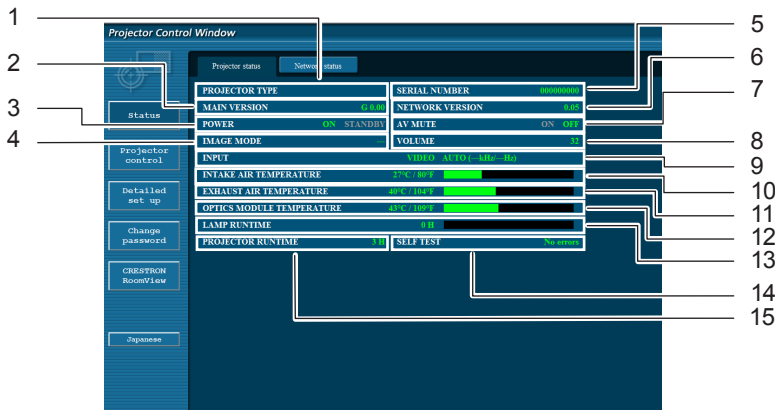 Projector Control Window
1
2
3
4
5
6
7
8
9
10
11
12
13
14
15
Projector status
Network status
Status
Projector control
Detailed set up
Change password
CRESTRON RoomView
Japanese
PROJECTOR TYPE
SERIAL NUMBER 000000000
MAIN VERSION G 0.00
NETWORK VERSION 0.05
POWER ON STANDBY
AV MUTE ON OFF
IMAGE MODE ---
VOLUME 32
INPUT VIDEO AUTO (---kHz/---Hz)
INTAKE AIR TEMPERATURE 27°C / 80°F
EXHAUST AIR TEMPERATURE 40°C / 104°F
OPTICS MODULE TEMPERATURE 43°C / 109°F
LAMP RUNTIME 0 H
PROJECTOR RUNTIME 3 H
SELF TEST No errors